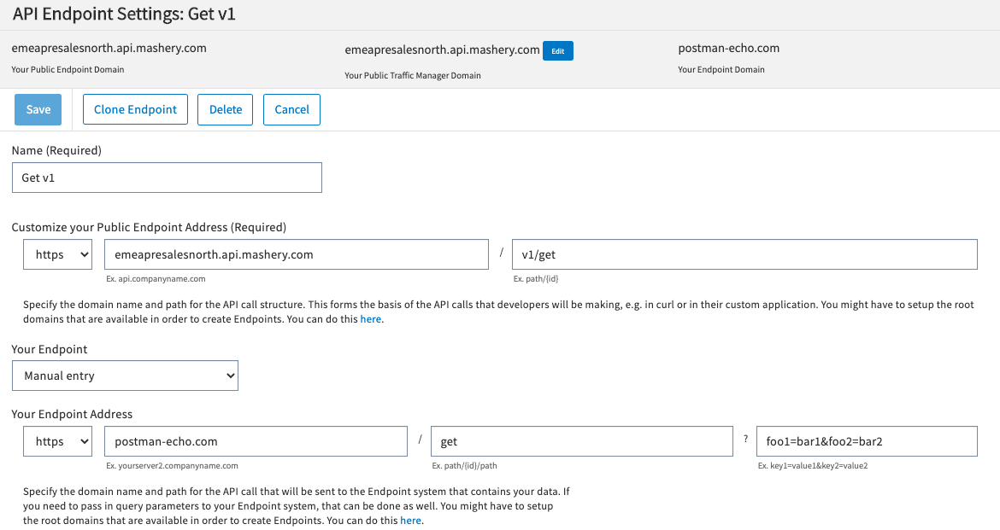 API Endpoint Settings: Get v1
emeapresalesnorth.api.mashery.com
Your Public Endpoint Domain
emeapresalesnorth.api.mashery.com Edit
Your Public Traffic Manager Domain
postman-echo.com
Your Endpoint Domain
Save Clone Endpoint Delete Cancel
Name (Required)
Get v1
Customize your Public Endpoint Address (Required)
https emeapresalesnorth.api.mashery.com / v1/get
Ex. api.companyname.com Ex. path/{id}
Specify the domain name and path for the API call structure. This forms the basis of the API calls that developers will be making, e.g. in curl or in their custom application. You might have to setup the root
domains that are available in order to create Endpoints. You can do this here.
Your Endpoint
Manual entry
Your Endpoint Address
https postman-echo.com / get ? foo1=bar1&foo2=bar2
Ex. yourserver2.companyname.com Ex. path/{id}/path Ex. key1=value1&key2=value2
Specify the domain name and path for the API call that will be sent to the Endpoint system that contains your data. If
you need to pass in query parameters to your Endpoint system, that can be done as well. You might have to setup
the root domains that are available in order to create Endpoints. You can do this here.